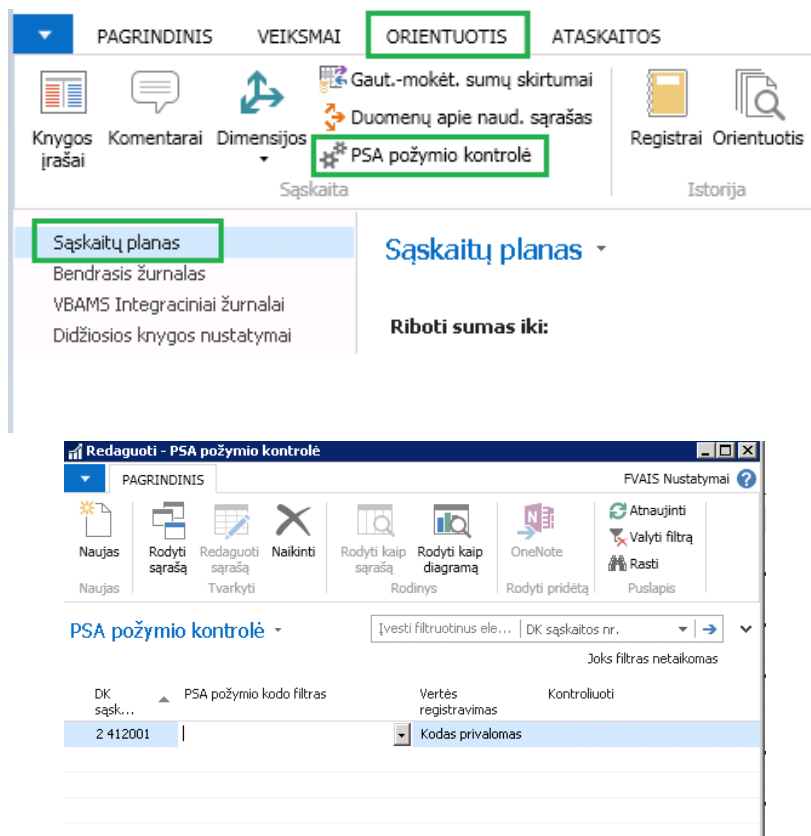 PAGRINDINIS VEIKSMAI ORIENTUOTIS ATASKAITOS
Knygos įrašai
Komentarai
Dimensijos
Gaut.-mokėt. sumų skirtumai
Duomenų apie naud. sąrašas
PSA požymio kontrolė
Registrai
Orientuotis
Sąskaita
Istorija
Sąskaitų planas
Bendrasis žurnalas
VBAMS Integraciniai žurnalai
Didžiosios knygos nustatymai
Sąskaitų planas
Riboti sumas iki:
Redaguoti - PSA požymio kontrolė
PAGRINDINIS
FVAIS Nustatymai
Naujas
Rodyti sąrašą
Redaguoti sąrašą
Naikinti
Rodyti kaip sąrašą
Rodyti kaip diagramą
OneNote
Atnaujinti
Valyti filtrą
Rasti
Naujas
Tvarkyti
Rodinys
Rodyti pridėtą
Puslapis
PSA požymio kontrolė
Įvesti filtruotinus ele... DK sąskaitos nr.
Joks filtras netaikomas
DK sąsk...
PSA požymio kodo filtras
Vertės registravimas
Kontroliuoti
2 412001
Kodas privalomas